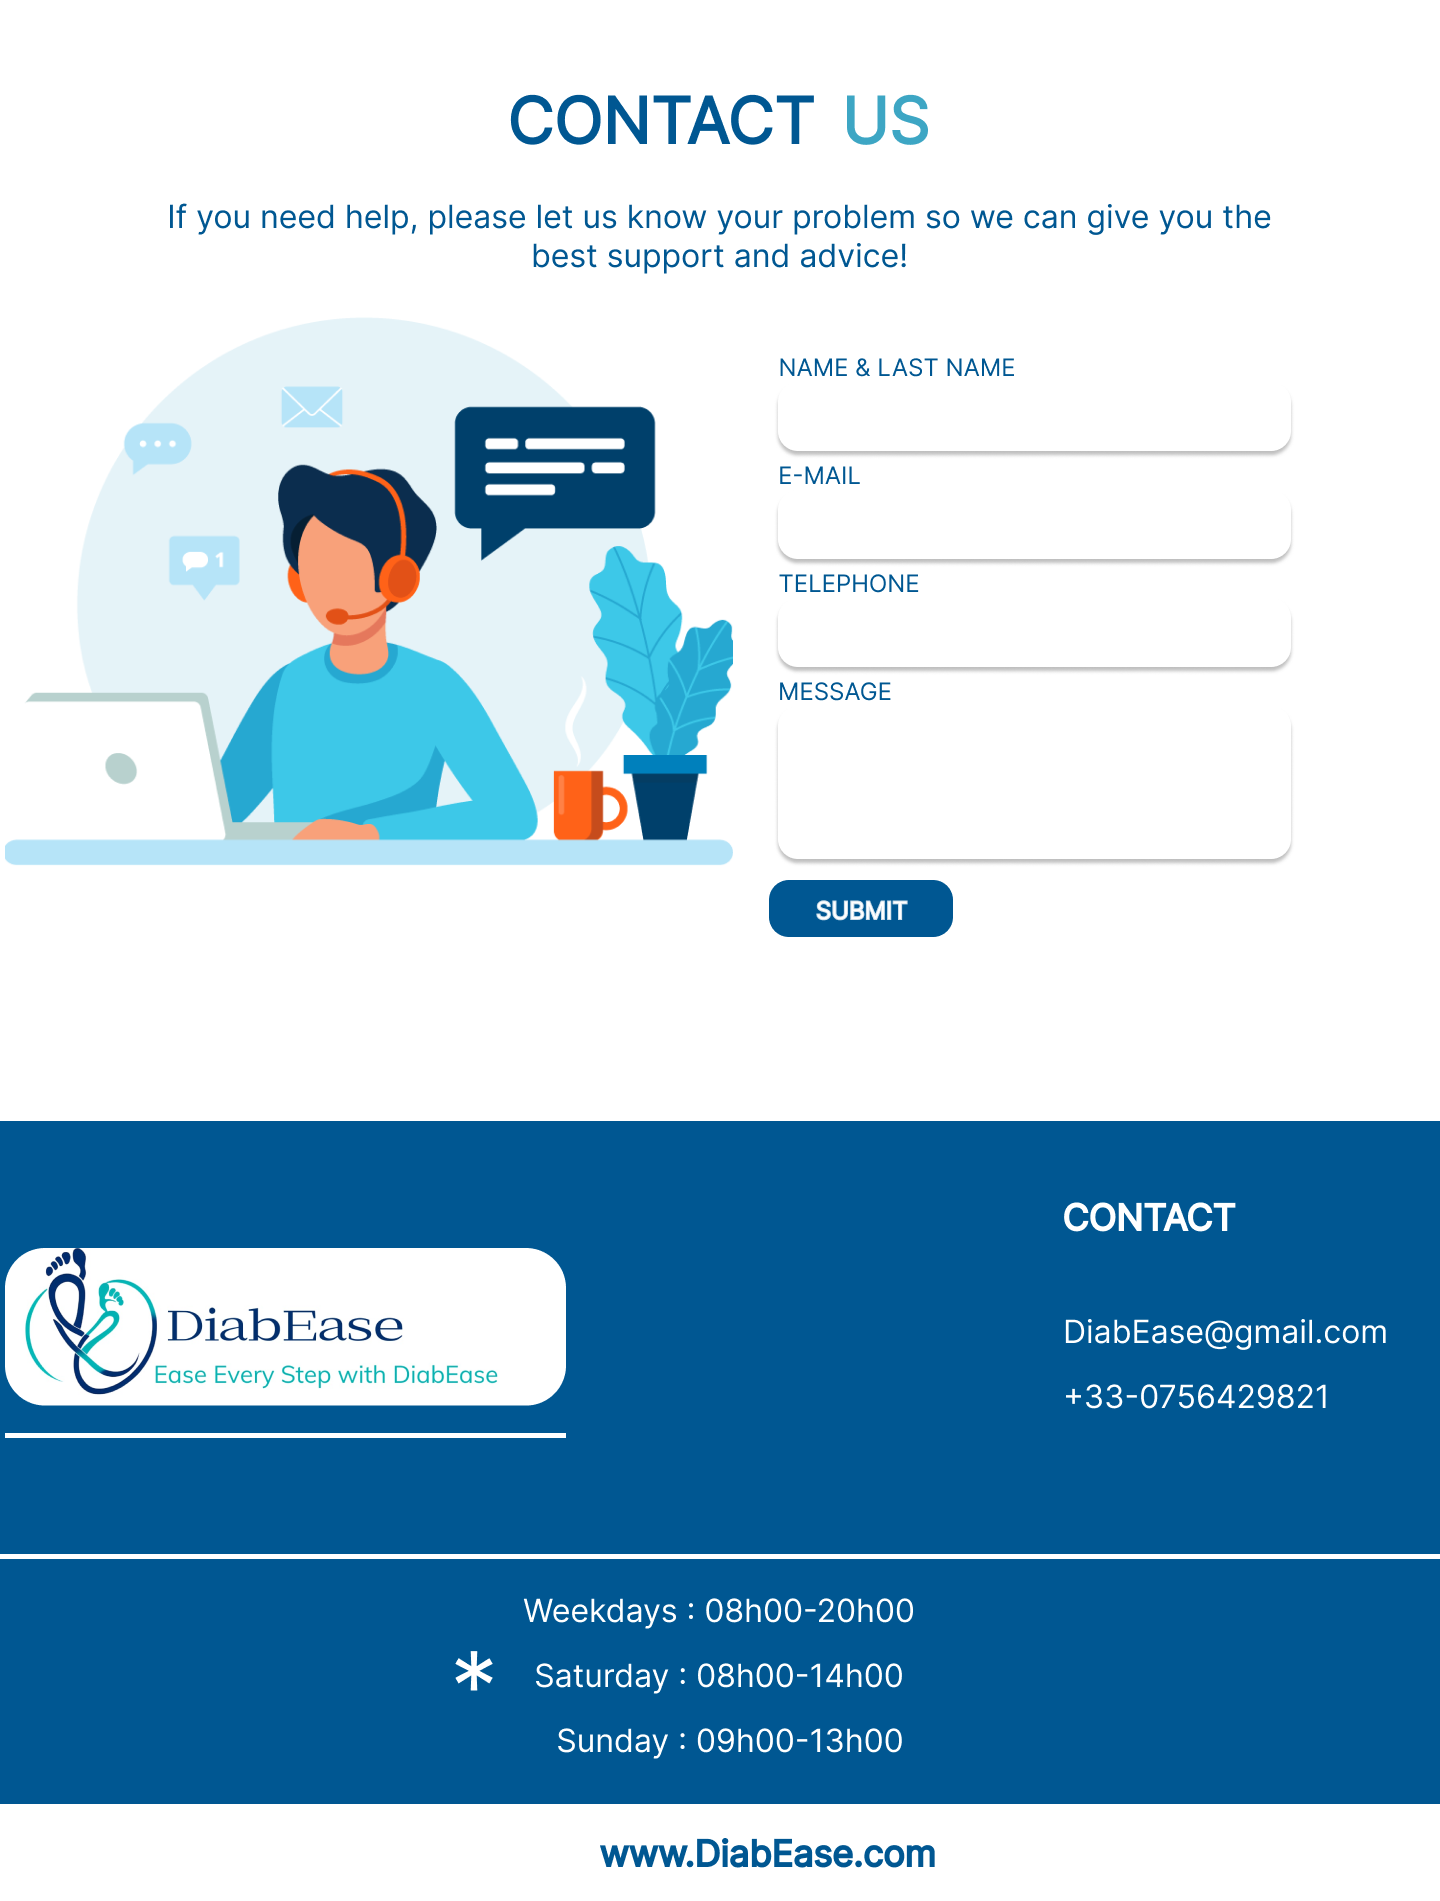 CONTACT US
If you need help, please let us know your problem so we can give you the
best support and advice!
1
NAME & LAST NAME
E-MAIL
TELEPHONE
MESSAGE
SUBMIT
CONTACT
DiabEase
Ease Every Step with DiabEase
DiabEase@gmail.com
+33-0756429821
Weekdays : 08h00-20h00
* Saturday : 08h00-14h00
Sunday : 09h00-13h00
www.DiabEase.com